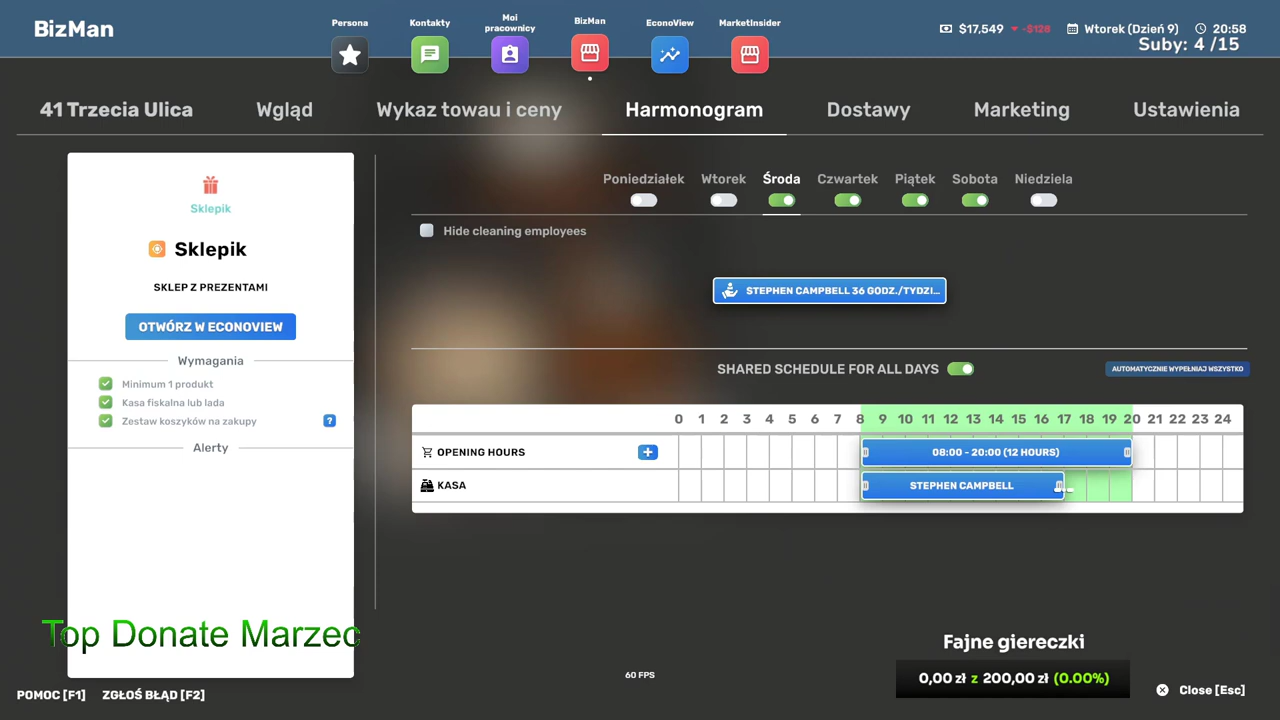 BizMan
Persona
Kontakty
Moi
pracownicy
BizMan
EconoView
MarketInsider
$17,549 -$128
Wtorek (Dzień 9)
20:58
Suby: 4 /15
41 Trzecia Ulica
Wgląd
Wykaz towau i ceny
Harmonogram
Dostawy
Marketing
Ustawienia
Sklepik
Sklepik
SKLEP Z PREZENTAMI
OTWÓRZ W ECONOVIEW
Wymagania
Minimum 1 produkt
Kasa fiskalna lub lada
Zestaw koszyków na zakupy ?
Alerty
Poniedziałek Wtorek Środa Czwartek Piątek Sobota Niedziela
Hide cleaning employees
STEPHEN CAMPBELL 36 GODZ./TYDZI...
SHARED SCHEDULE FOR ALL DAYS
AUTOMATYCZNIE WYPEŁNIAJ WSZYSTKO
0 1 2 3 4 5 6 7 8 9 10 11 12 13 14 15 16 17 18 19 20 21 22 23 24
OPENING HOURS + 08:00 - 20:00 (12 HOURS)
KASA STEPHEN CAMPBELL
Top Donate Marzec
Fajne giereczki
0,00 zł z 200,00 zł (0.00%)
60 FPS
POMOC [F1] ZGŁOŚ BŁĄD [F2]
Close [Esc]